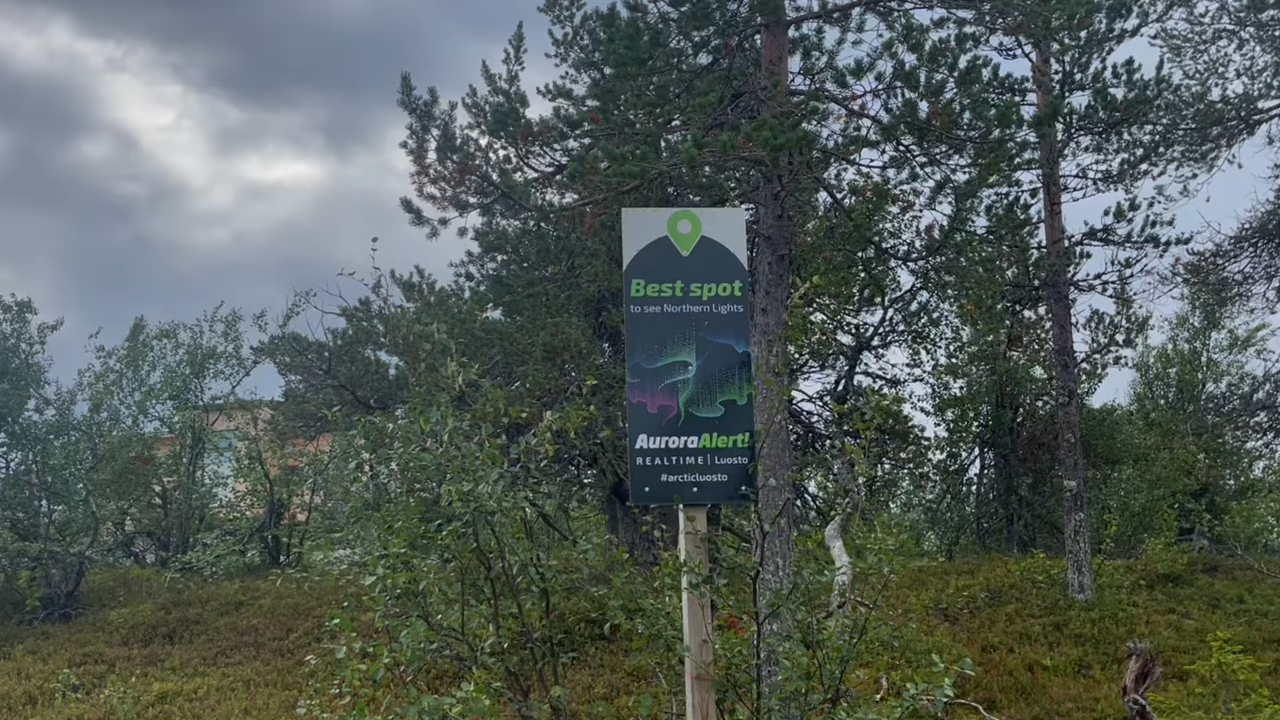 Best spot
to see Northern Lights
AuroraAlert!
REALTIME | Luosto
#arcticluosto